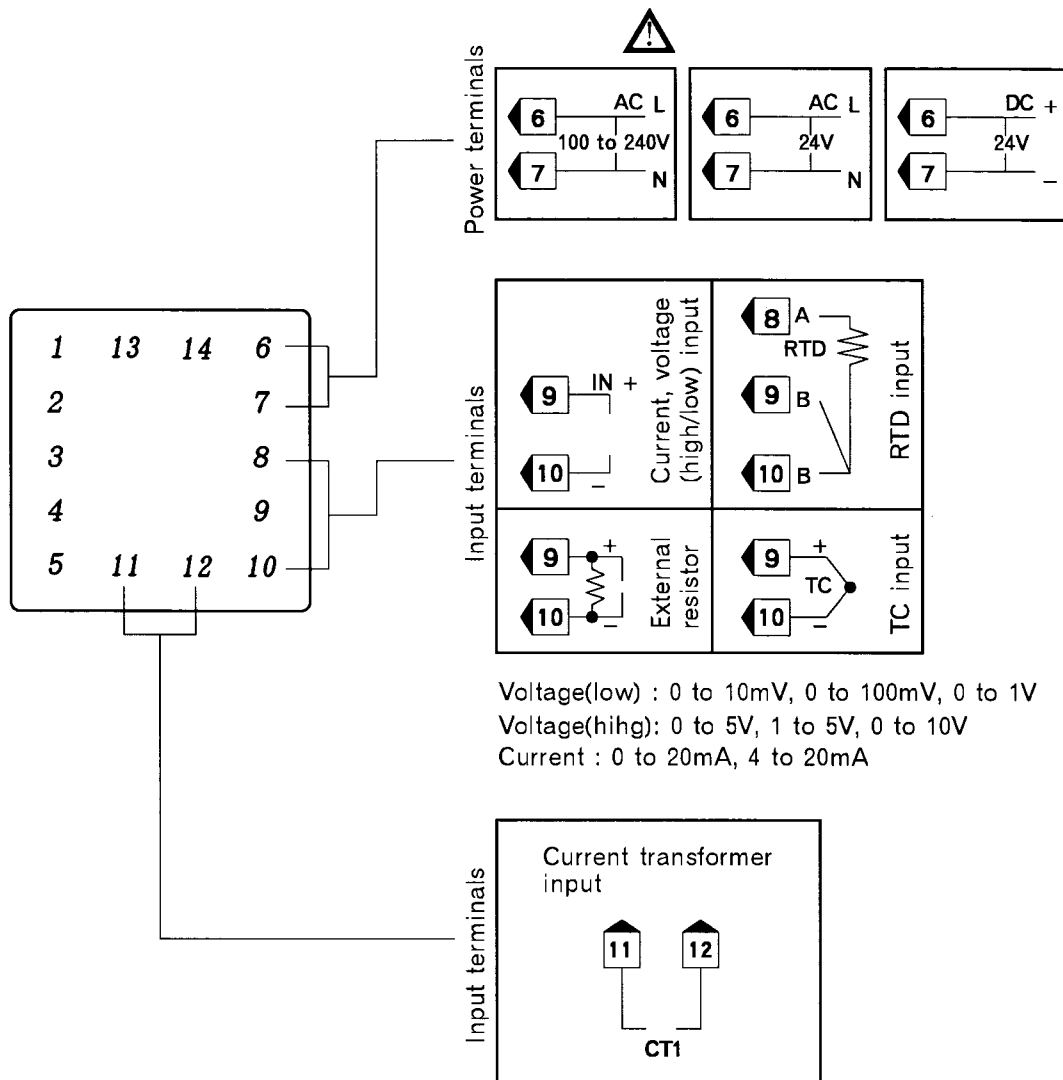 !
Power terminals
6 AC L
100 to 240V
7 N
6 AC L
24V
7 N
6 DC +
24V
7 −
1 13 14 6
2 7
3 8
4 9
5 11 12 10
Input terminals
9 IN +
10 −
Current, voltage
(high/low) input
8 A
RTD
9 B
10 B
RTD input
9 +
10 −
External
resistor
9 +
TC
10 −
TC input
Voltage(low) : 0 to 10mV, 0 to 100mV, 0 to 1V
Voltage(hihg): 0 to 5V, 1 to 5V, 0 to 10V
Current : 0 to 20mA, 4 to 20mA
Input terminals
Current transformer
input
11 12
CT1